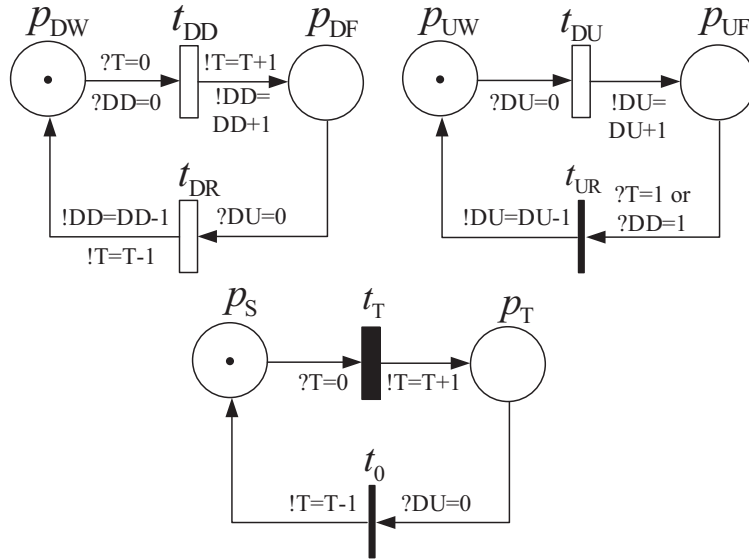 p_DW t_DD p_DF
?T=0 !T=T+1
?DD=0 !DD=
DD+1
t_DR
!DD=DD-1 ?DU=0
!T=T-1
p_UW t_DU p_UF
?DU=0 !DU=
DU+1
t_UR
?T=1 or
!DU=DU-1 ?DD=1
p_S t_T p_T
?T=0 !T=T+1
t_0
!T=T-1 ?DU=0